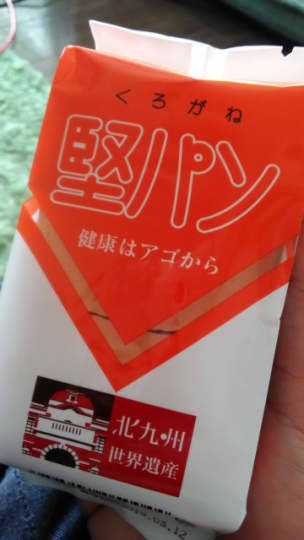 くろがね
堅パン
健康はアゴから
北九州
世界遺産